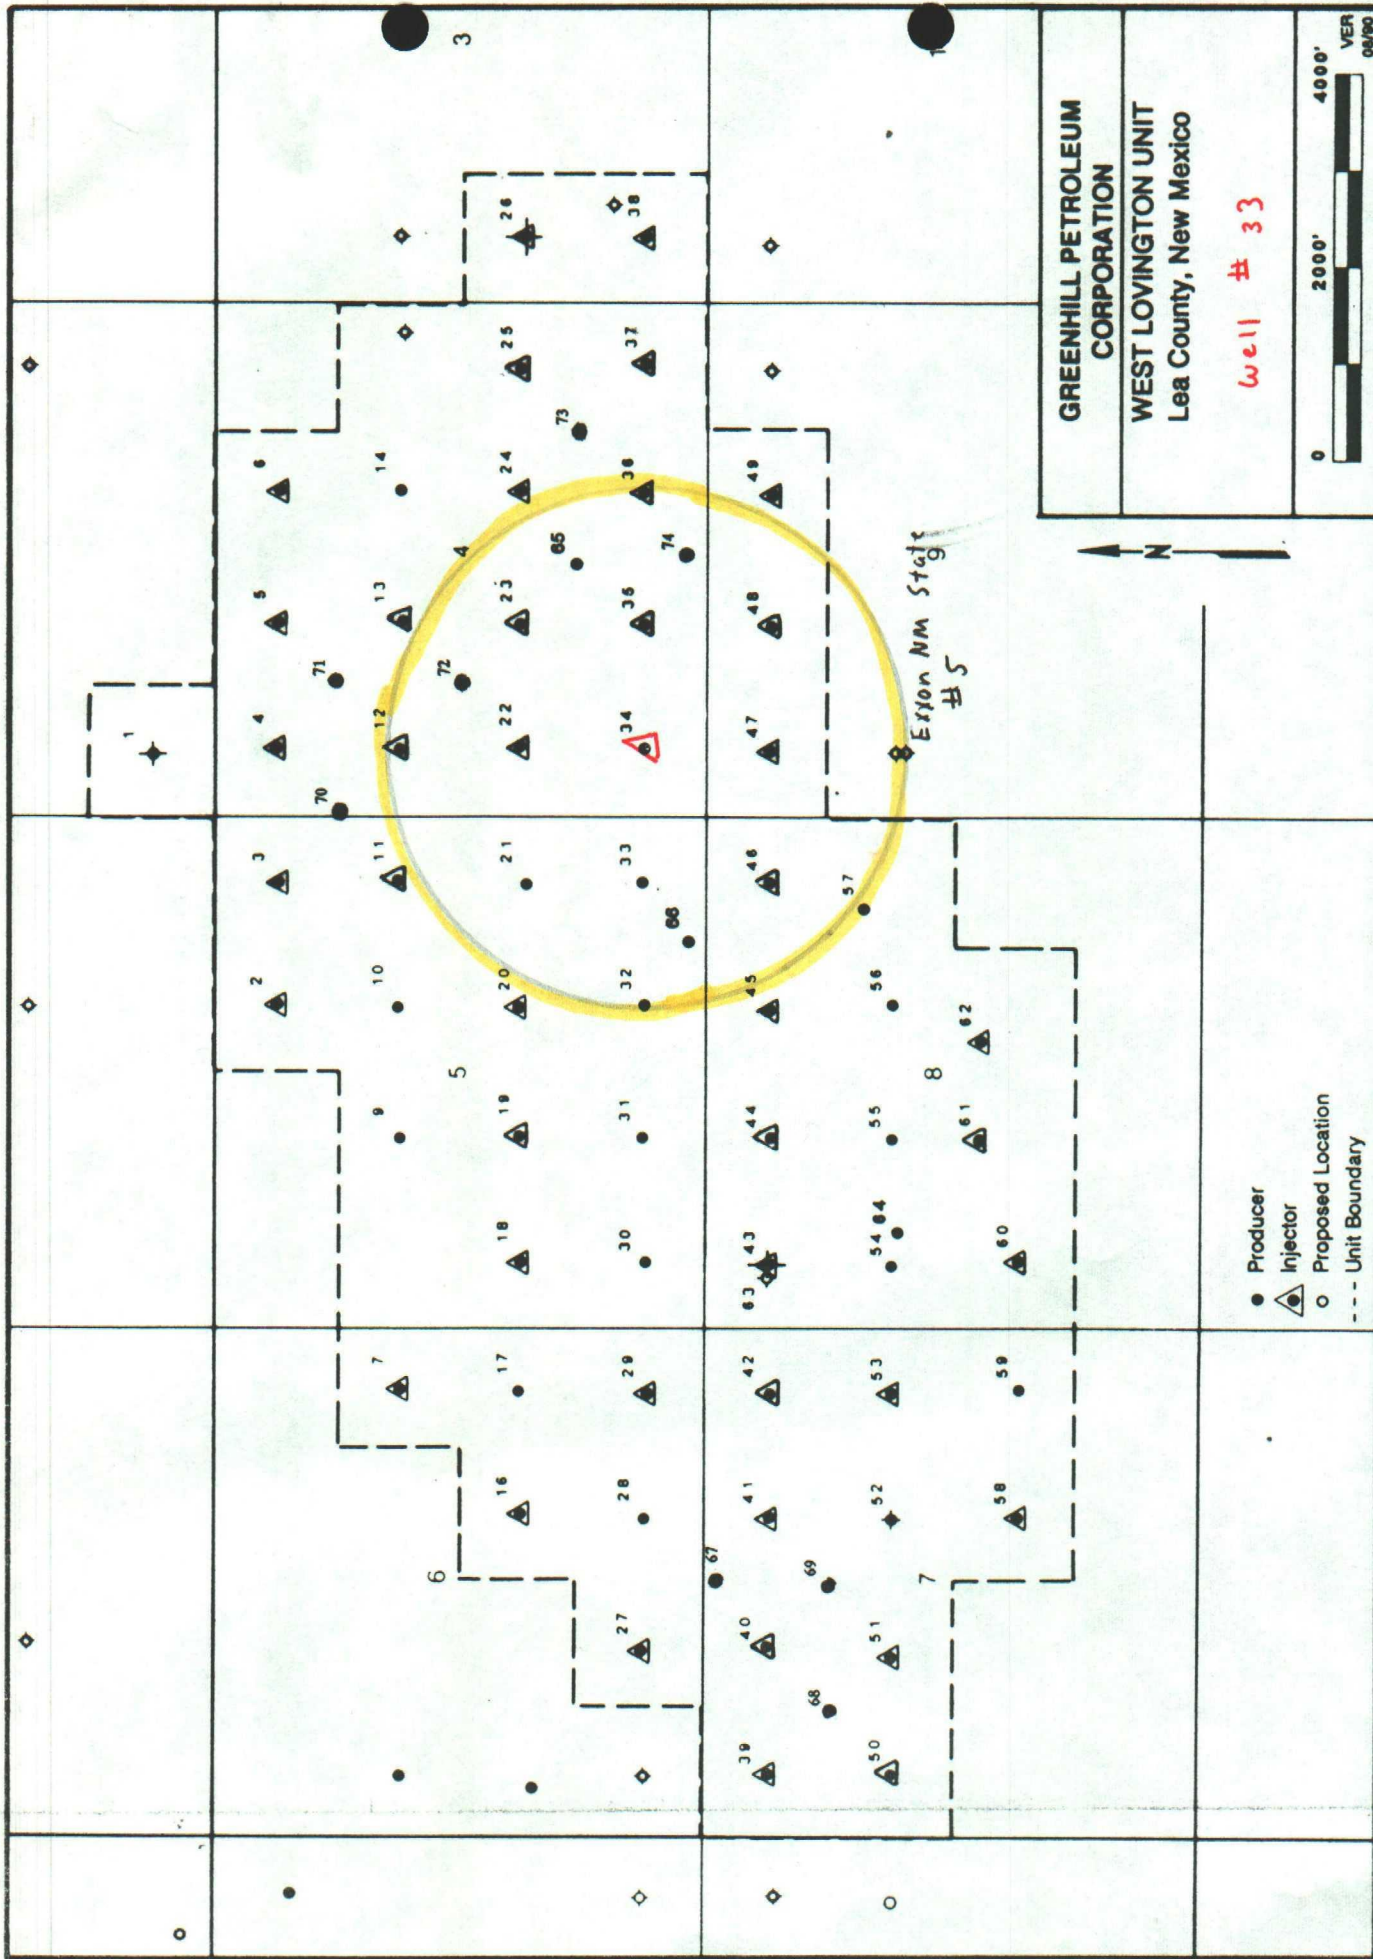 1
2 3 4 5 6
70 71
7 9 10 11 12 13 14
6 5 72 4 3
16 17 18 19 20 21 22 23 24 25 26
65 73
27 28 29 30 31 32 33 34 35 36 37 38
66 74
67
39 40 41 42 63 43 44 45 46 47 48 49
68 69
57
50 51 52 53 54 64 55 56
7 8 9
Exxon NM State
#5
61 62
58 59 60
N
GREENHILL PETROLEUM
CORPORATION
WEST LOVINGTON UNIT
Lea County, New Mexico
Well # 33
0 2000' 4000'
VER
08/90
Producer
Injector
Proposed Location
Unit Boundary